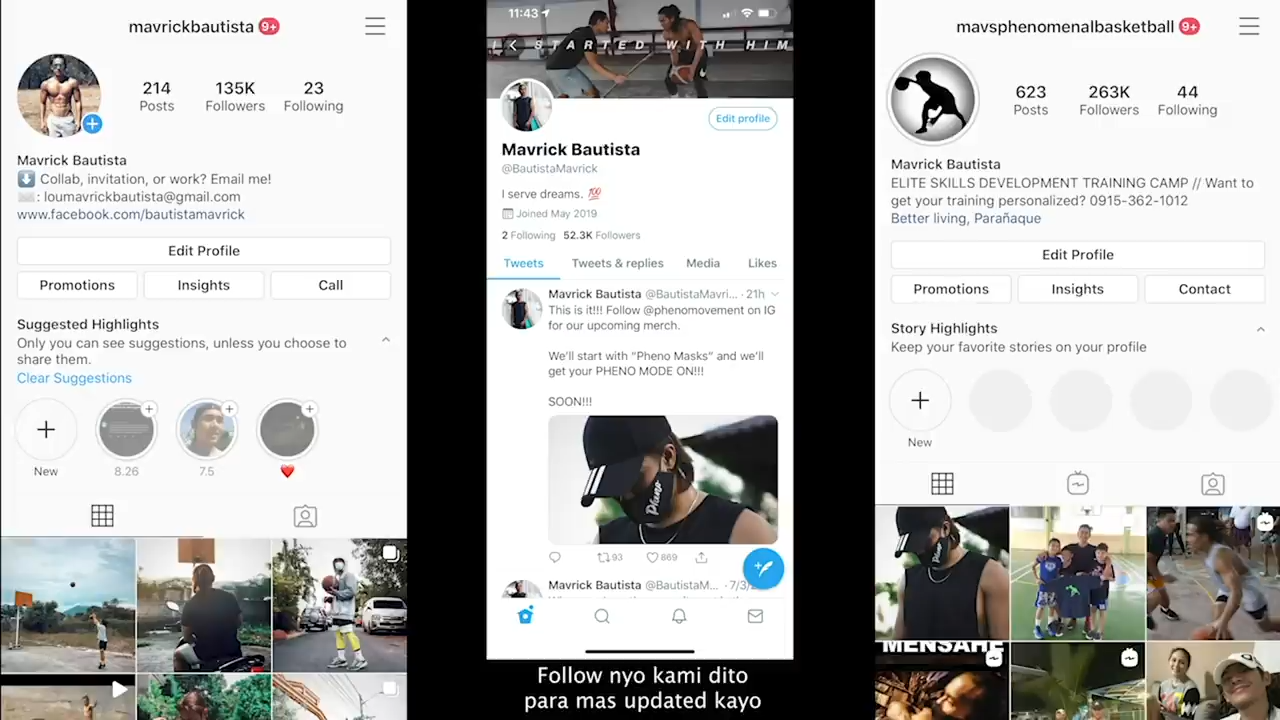 mavrickbautista 9+
214 135K 23
Posts Followers Following
Mavrick Bautista
Collab, invitation, or work? Email me!
: loumavrickbautista@gmail.com
www.facebook.com/bautistamavrick
Edit Profile
Promotions Insights Call
Suggested Highlights
Only you can see suggestions, unless you choose to
share them.
Clear Suggestions
New 8.26 7.5
11:43
I STARTED WITH HIM
Edit profile
Mavrick Bautista
@BautistaMavrick
I serve dreams. 💯
Joined May 2019
2 Following 52.3K Followers
Tweets Tweets & replies Media Likes
Mavrick Bautista @BautistaMavri... · 21h
This is it!!! Follow @phenomovement on IG
for our upcoming merch.
We'll start with "Pheno Masks" and we'll
get your PHENO MODE ON!!!
SOON!!!
Pheno
93 869
Mavrick Bautista @BautistaM... · 7/3/
Follow nyo kami dito
para mas updated kayo
mavsphenomenalbasketball 9+
623 263K 44
Posts Followers Following
Mavrick Bautista
ELITE SKILLS DEVELOPMENT TRAINING CAMP // Want to
get your training personalized? 0915-362-1012
Better living, Parañaque
Edit Profile
Promotions Insights Contact
Story Highlights
Keep your favorite stories on your profile
New
MENSAHE